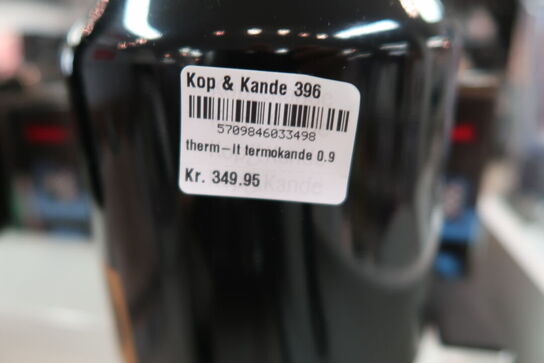 Kop & Kande 396
5709846033498
therm-it termokande 0.9
Kr. 349.95